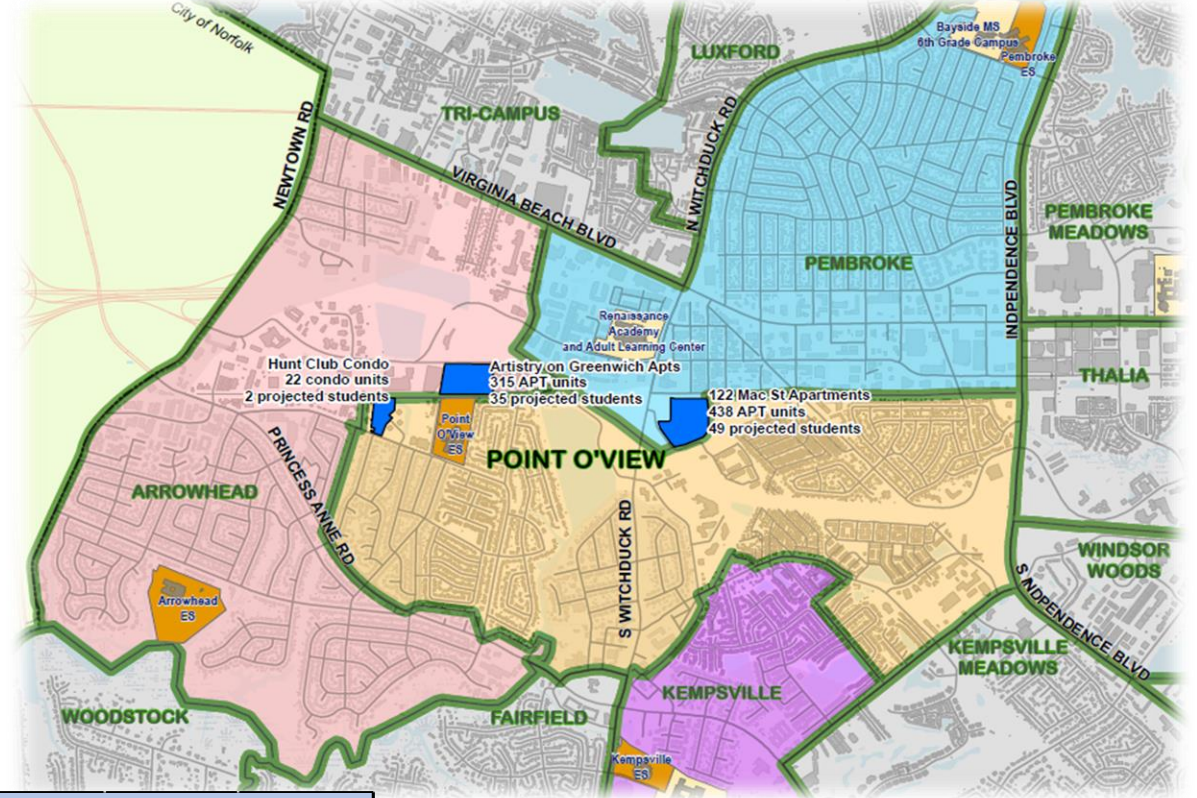 City of Norfolk
Bayside MS
6th Grade Campus
Pembroke
ES
LUXFORD
TRI-CAMPUS
NEWTOWN RD
N WITCHDUCK RD
VIRGINIA BEACH BLVD
INDPENDENCE BLVD
PEMBROKE
MEADOWS
PEMBROKE
Renaissance
Academy
and Adult Learning Center
Hunt Club Condo
22 condo units
2 projected students
Artistry on Greenwich Apts
315 APT units
35 projected students
122 Mac St Apartments
438 APT units
49 projected students
THALIA
Point
O'View
ES
POINT O'VIEW
PRINCESS ANNE RD
ARROWHEAD
S WITCHDUCK RD
WINDSOR
WOODS
Arrowhead
ES
S INDPENDENCE BLVD
KEMPSVILLE
MEADOWS
KEMPSVILLE
WOODSTOCK
FAIRFIELD
Kempsville
ES